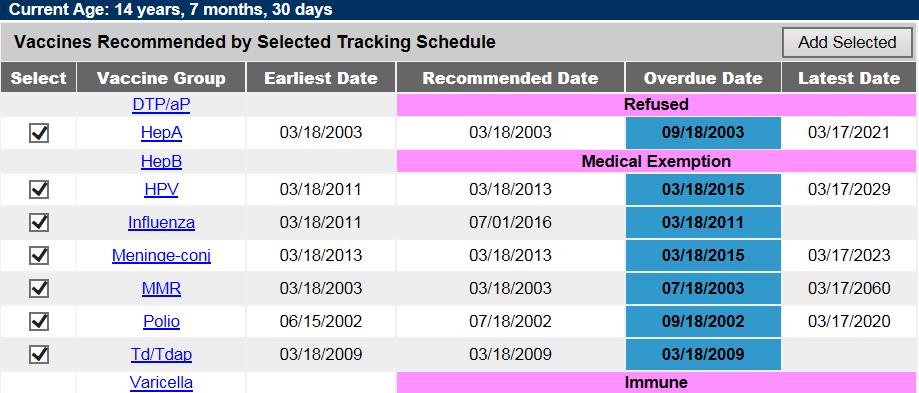 Current Age: 14 years, 7 months, 30 days
Vaccines Recommended by Selected Tracking Schedule Add Selected
Select Vaccine Group Earliest Date Recommended Date Overdue Date Latest Date
DTP/aP Refused
HepA 03/18/2003 03/18/2003 09/18/2003 03/17/2021
HepB Medical Exemption
HPV 03/18/2011 03/18/2013 03/18/2015 03/17/2029
Influenza 03/18/2011 07/01/2016 03/18/2011
Meninge-conj 03/18/2013 03/18/2013 03/18/2015 03/17/2023
MMR 03/18/2003 03/18/2003 07/18/2003 03/17/2060
Polio 06/15/2002 07/18/2002 09/18/2002 03/17/2020
Td/Tdap 03/18/2009 03/18/2009 03/18/2009
Varicella Immune